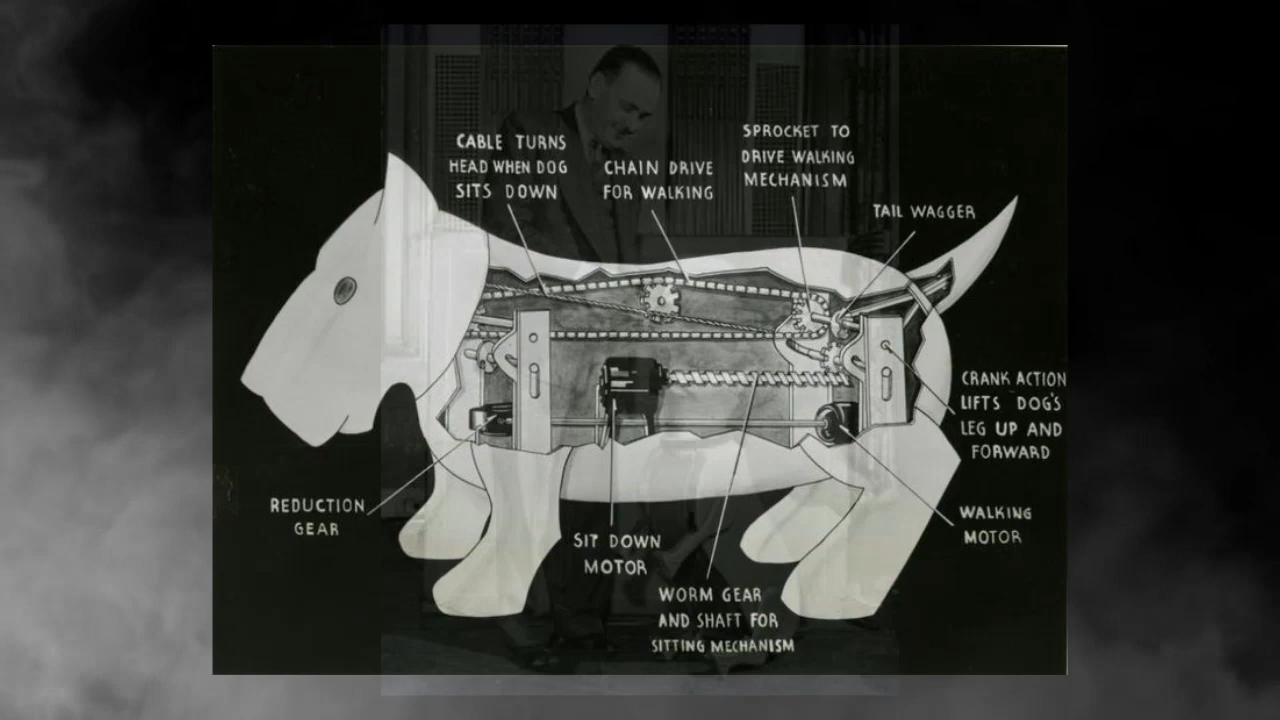 CABLE TURNS
HEAD WHEN DOG
SITS DOWN
CHAIN DRIVE
FOR WALKING
SPROCKET TO
DRIVE WALKING
MECHANISM
TAIL WAGGER
CRANK ACTION
LIFTS DOG'S
LEG UP AND
FORWARD
REDUCTION
GEAR
SIT DOWN
MOTOR
WALKING
MOTOR
WORM GEAR
AND SHAFT FOR
SITTING MECHANISM